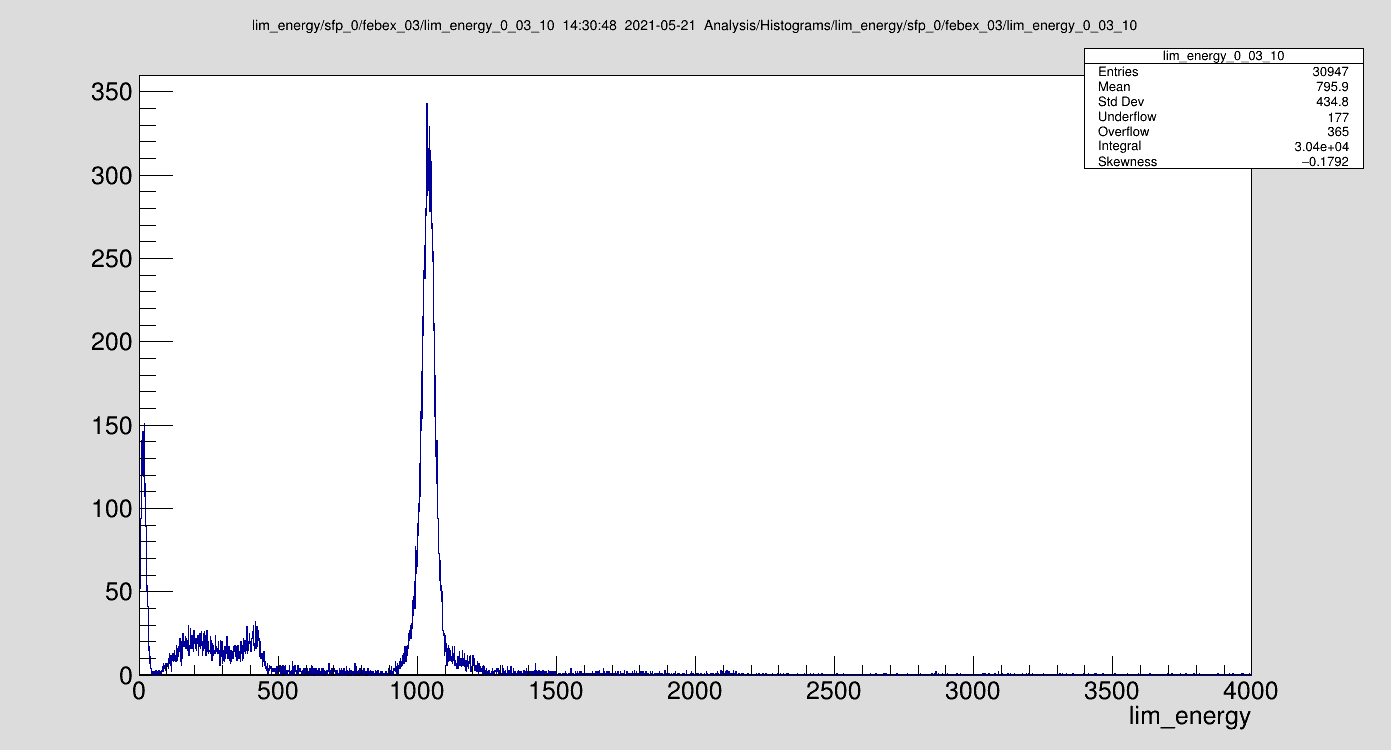 lim_energy/sfp_0/febex_03/lim_energy_0_03_10 14:30:48 2021-05-21 Analysis/Histograms/lim_energy/sfp_0/febex_03/lim_energy_0_03_10
lim_energy_0_03_10
Entries 30947
Mean 795.9
Std Dev 434.8
Underflow 177
Overflow 365
Integral 3.04e+04
Skewness −0.1792
350
300
250
200
150
100
50
0
0 500 1000 1500 2000 2500 3000 3500 4000
lim_energy